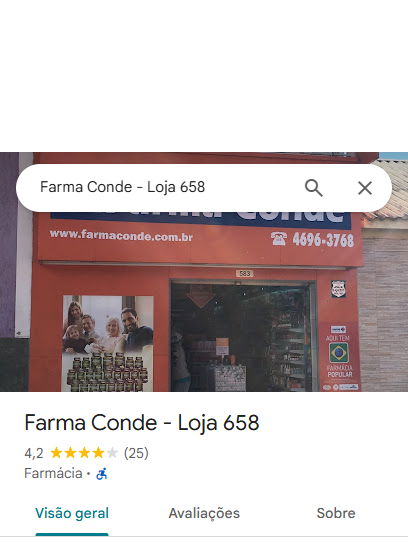 Farma Conde - Loja 658
Conde
www.farmaconde.com.br
4696-3768
583
AQUI TEM
FARMÁCIA
POPULAR
Farma Conde - Loja 658
4,2 (25)
Farmácia ·
Visão geral Avaliações Sobre